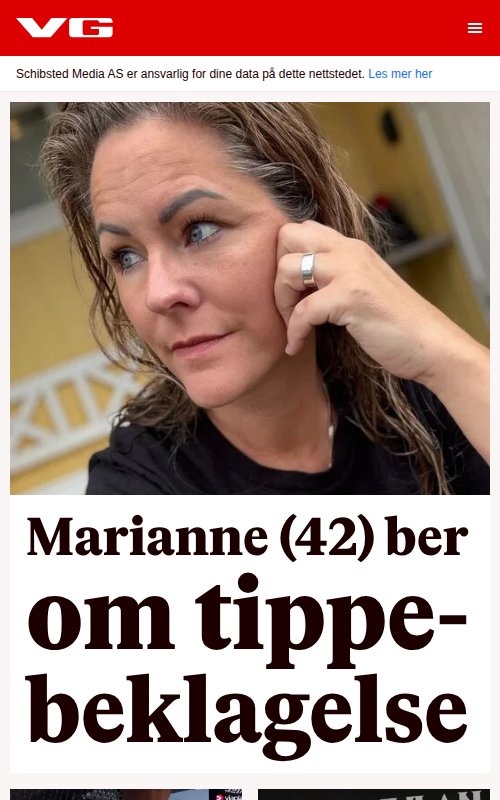 VG
Schibsted Media AS er ansvarlig for dine data på dette nettstedet. Les mer her
Marianne (42) ber
om tippe-
beklagelse